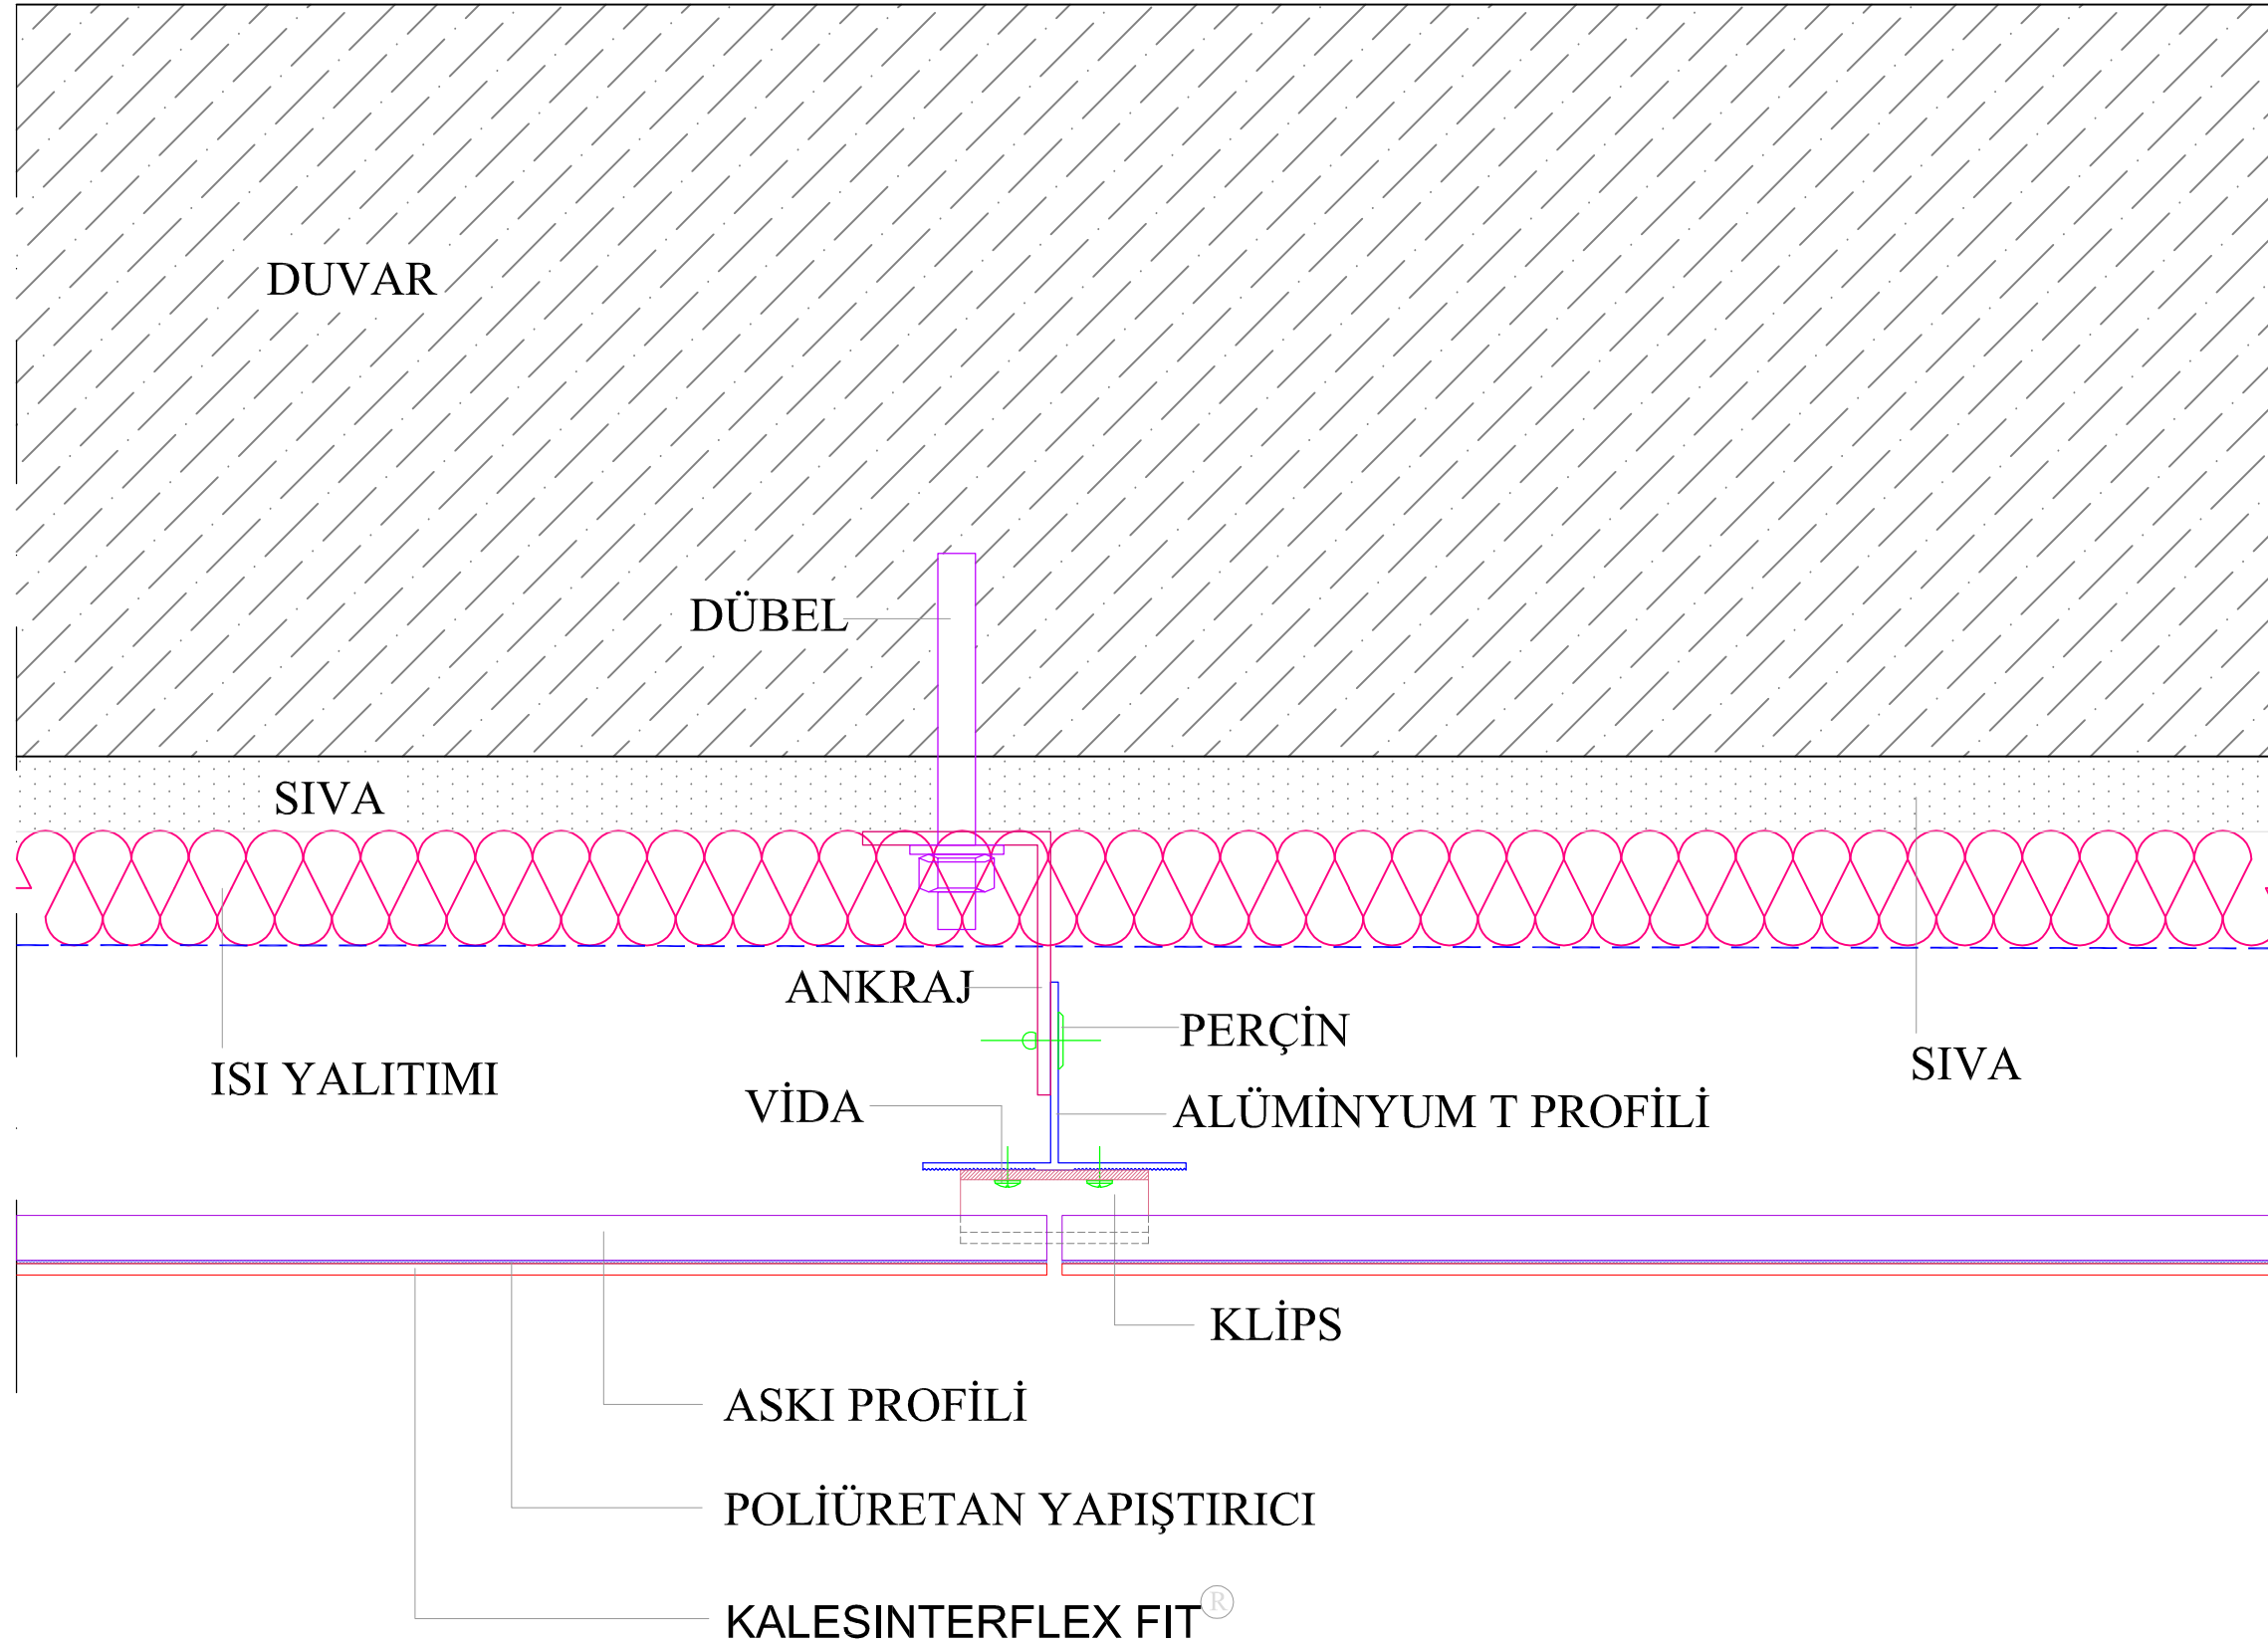 DUVAR
DÜBEL
SIVA
ANKRAJ
PERÇİN
ISI YALITIMI
SIVA
VİDA
ALÜMİNYUM T PROFİLİ
KLİPS
ASKI PROFİLİ
POLİÜRETAN YAPIŞTIRICI
KALESINTERFLEX FIT®